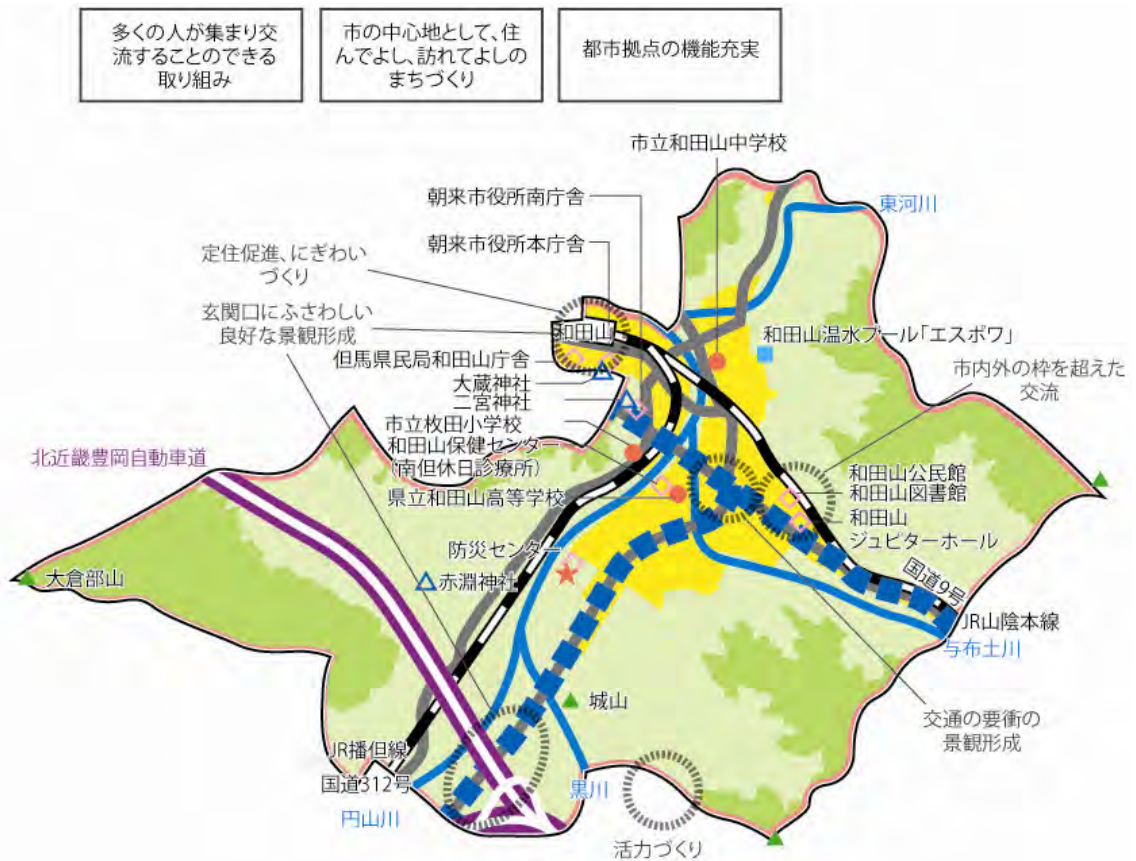 多くの人が集まり交
流することのできる
取り組み
市の中心地として、住
んでよし、訪れてよしの
まちづくり
都市拠点の機能充実
市立和田山中学校
朝来市役所南庁舎
東河川
朝来市役所本庁舎
定住促進、にぎわい
づくり
玄関口にふさわしい
良好な景観形成
和田山
和田山温水プール「エスポワ」
但馬県民局和田山庁舎
市内外の枠を超えた
交流
大蔵神社
二宮神社
市立枚田小学校
和田山保健センター
(南但休日診療所)
北近畿豊岡自動車道
県立和田山高等学校
和田山公民館
和田山図書館
和田山
ジュピターホール
防災センター
赤淵神社
大倉部山
国道9号
JR山陰本線
与布土川
城山
交通の要衝の
景観形成
JR播但線
国道312号
黒川
円山川
活力づくり